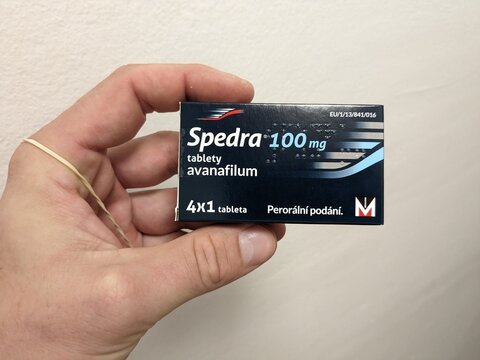 EU/1/13/841/016
Spedra® 100 mg
tablety
avanafilum
4x1 tableta
Perorální podání.